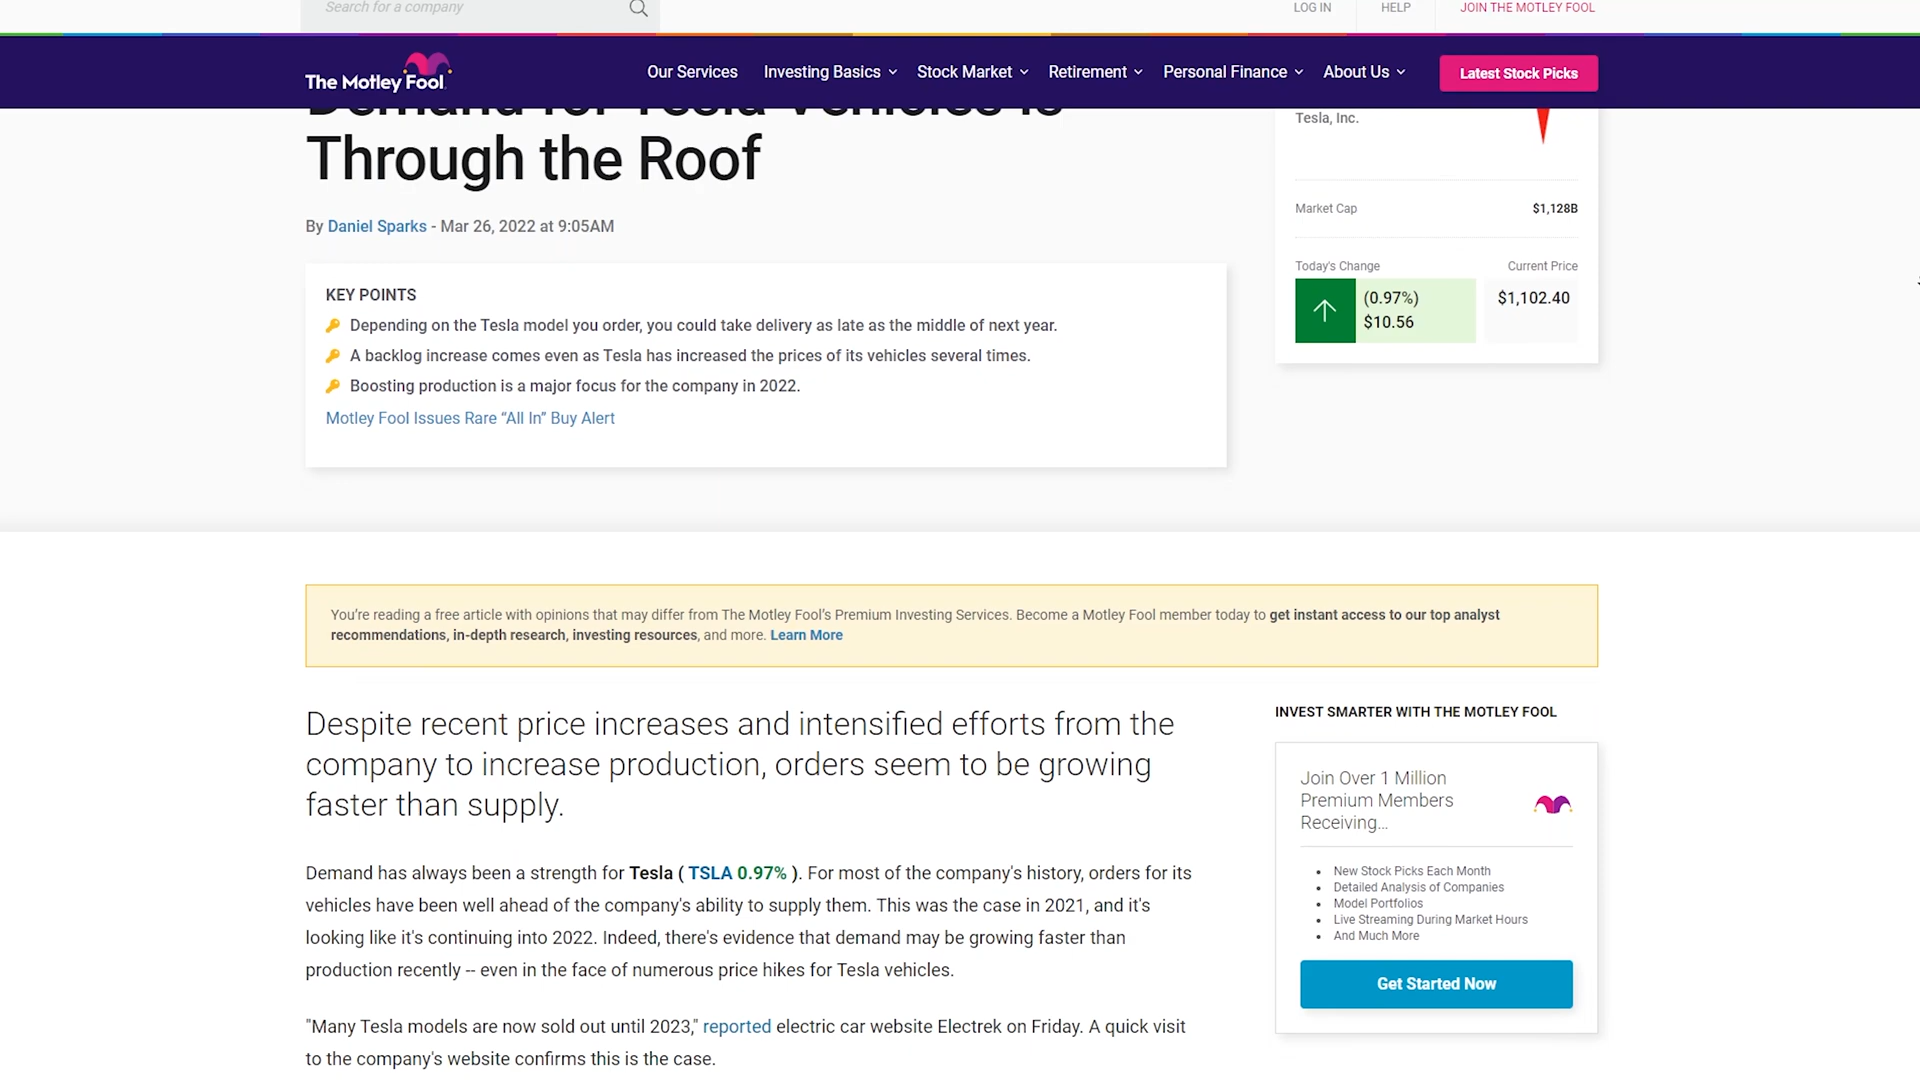 Search for a company
LOG IN
HELP
JOIN THE MOTLEY FOOL
The Motley Fool
Our Services
Investing Basics
Stock Market
Retirement
Personal Finance
About Us
Latest Stock Picks
Demand for Tesla Vehicles Is
Through the Roof
By Daniel Sparks - Mar 26, 2022 at 9:05AM
KEY POINTS
Depending on the Tesla model you order, you could take delivery as late as the middle of next year.
A backlog increase comes even as Tesla has increased the prices of its vehicles several times.
Boosting production is a major focus for the company in 2022.
Motley Fool Issues Rare “All In” Buy Alert
Tesla, Inc.
Market Cap
$1,128B
Today's Change
Current Price
(0.97%)
$10.56
$1,102.40
You’re reading a free article with opinions that may differ from The Motley Fool’s Premium Investing Services. Become a Motley Fool member today to get instant access to our top analyst
recommendations, in-depth research, investing resources, and more. Learn More
Despite recent price increases and intensified efforts from the
company to increase production, orders seem to be growing
faster than supply.
Demand has always been a strength for Tesla ( TSLA 0.97% ). For most of the company's history, orders for its
vehicles have been well ahead of the company's ability to supply them. This was the case in 2021, and it's
looking like it's continuing into 2022. Indeed, there's evidence that demand may be growing faster than
production recently -- even in the face of numerous price hikes for Tesla vehicles.
"Many Tesla models are now sold out until 2023," reported electric car website Electrek on Friday. A quick visit
to the company's website confirms this is the case.
INVEST SMARTER WITH THE MOTLEY FOOL
Join Over 1 Million
Premium Members
Receiving...
New Stock Picks Each Month
Detailed Analysis of Companies
Model Portfolios
Live Streaming During Market Hours
And Much More
Get Started Now